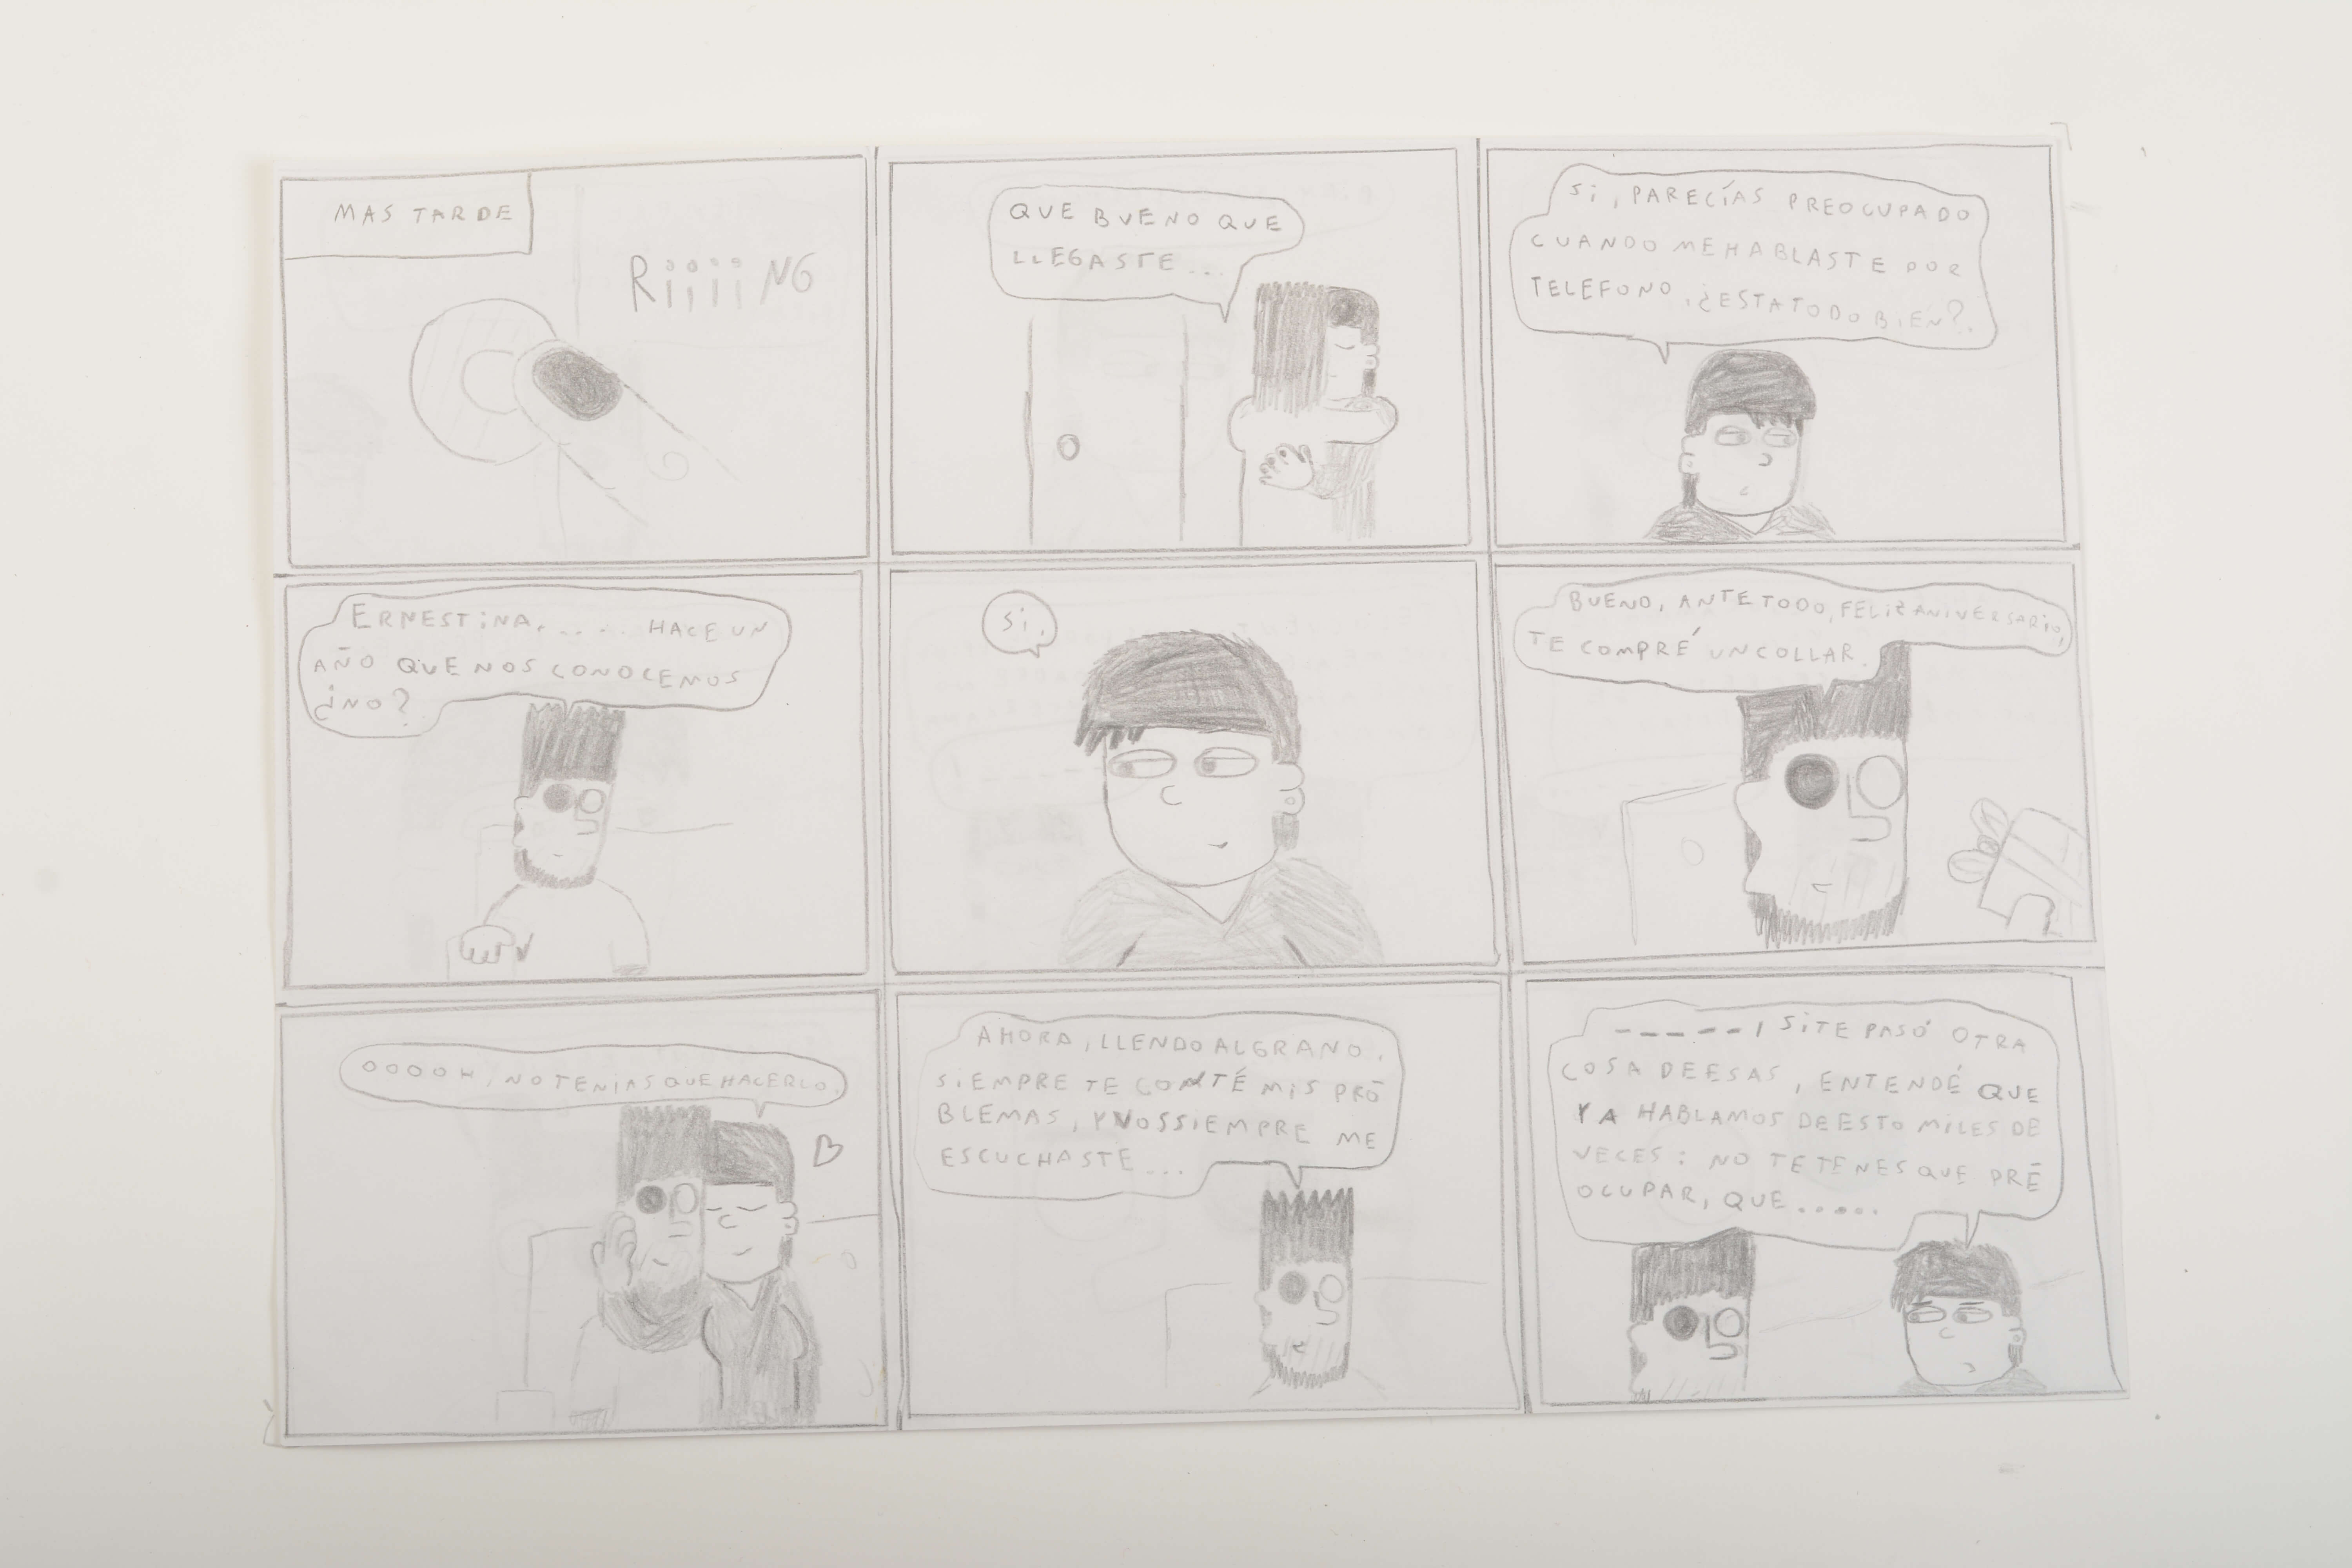 MAS TARDE
RiiiiNG
QUE BUENO QUE
LLEGASTE...
Si, PARECÍAS PREOCUPADO
CUANDO ME HABLASTE POR
TELEFONO, ¿ESTA TODO BIEN?.
ERNESTiNA,..... HACE UN
AÑO QUE NOS CONOCEMOS
¿NO?
Si.
BUENO, ANTE TODO, FELIZ ANIVERSARiO,
TE COMPRÉ UN COLLAR.
OOOOH, NO TENIAS QUE HACERLO.
AHORA, LLENDO AL GRANO,
SiEMPRE TE CONTÉ MiS PRO
BLEMAS, Y VOS SIEMPRE ME
ESCUCHASTE...
-----, Si TE PASÓ OTRA
COSA DE ESAS, ENTENDÉ QUE
YA HABLAMOS DE ESTO MiLES DE
VECES: NO TE TENES QUE PRE
OCUPAR, QUE.....